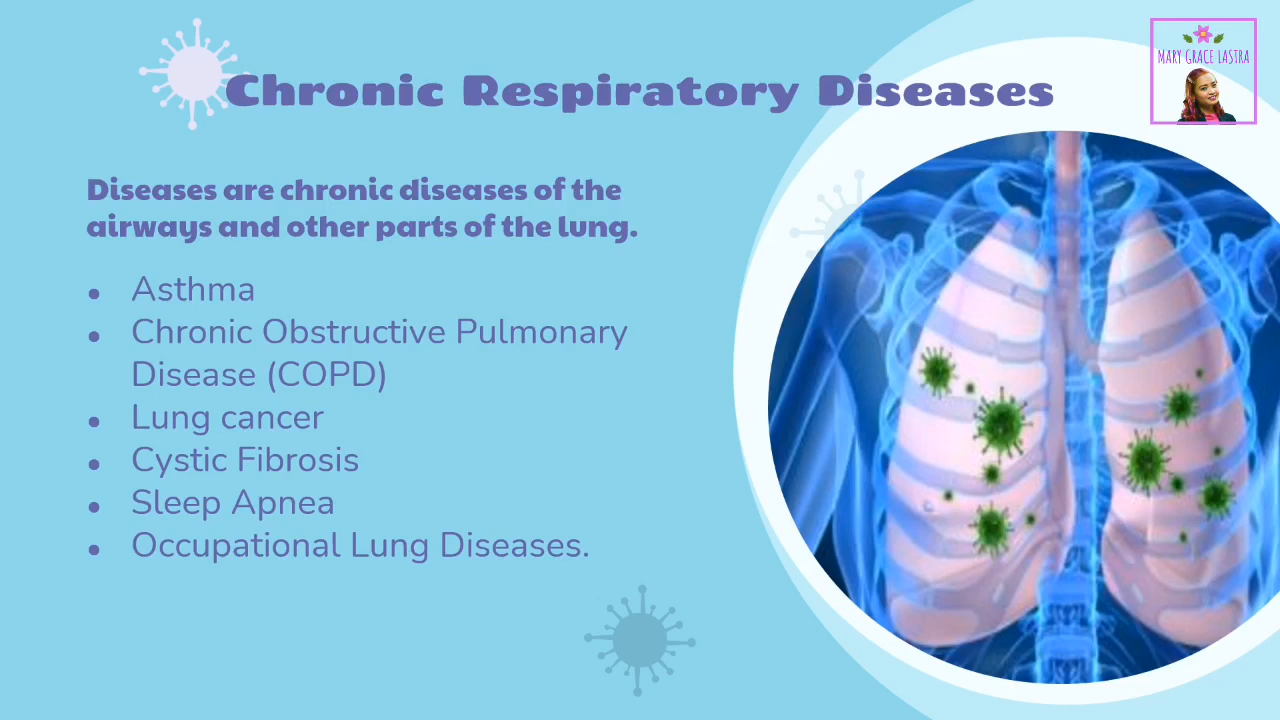 MARY GRACE LASTRA
Chronic Respiratory Diseases
Diseases are chronic diseases of the
airways and other parts of the lung.
• Asthma
• Chronic Obstructive Pulmonary
Disease (COPD)
• Lung cancer
• Cystic Fibrosis
• Sleep Apnea
• Occupational Lung Diseases.